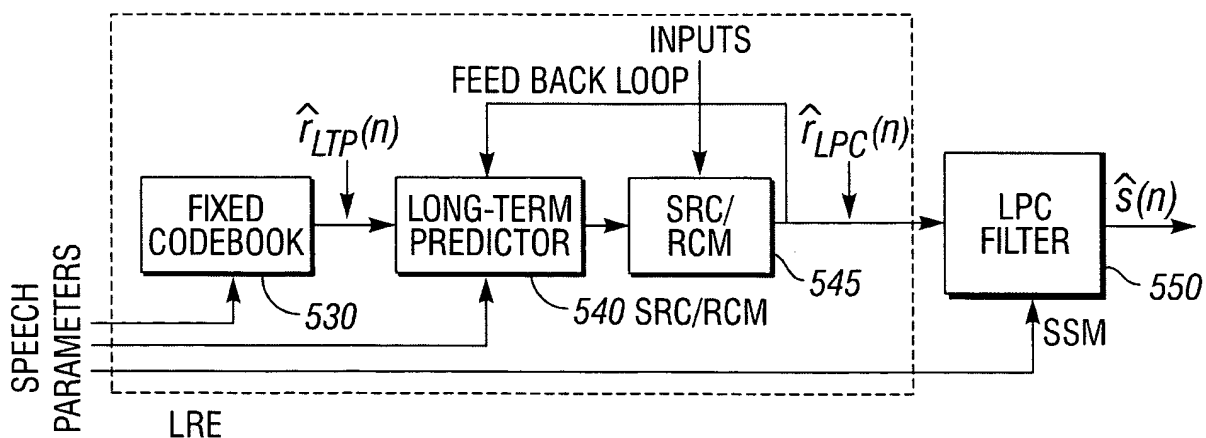 INPUTS
FEED BACK LOOP
r̂LTP(n)
r̂LPC(n)
FIXED
CODEBOOK
LONG-TERM
PREDICTOR
SRC/
RCM
LPC
FILTER
ŝ(n)
530
540 SRC/RCM
545
550
SSM
SPEECH
PARAMETERS
LRE